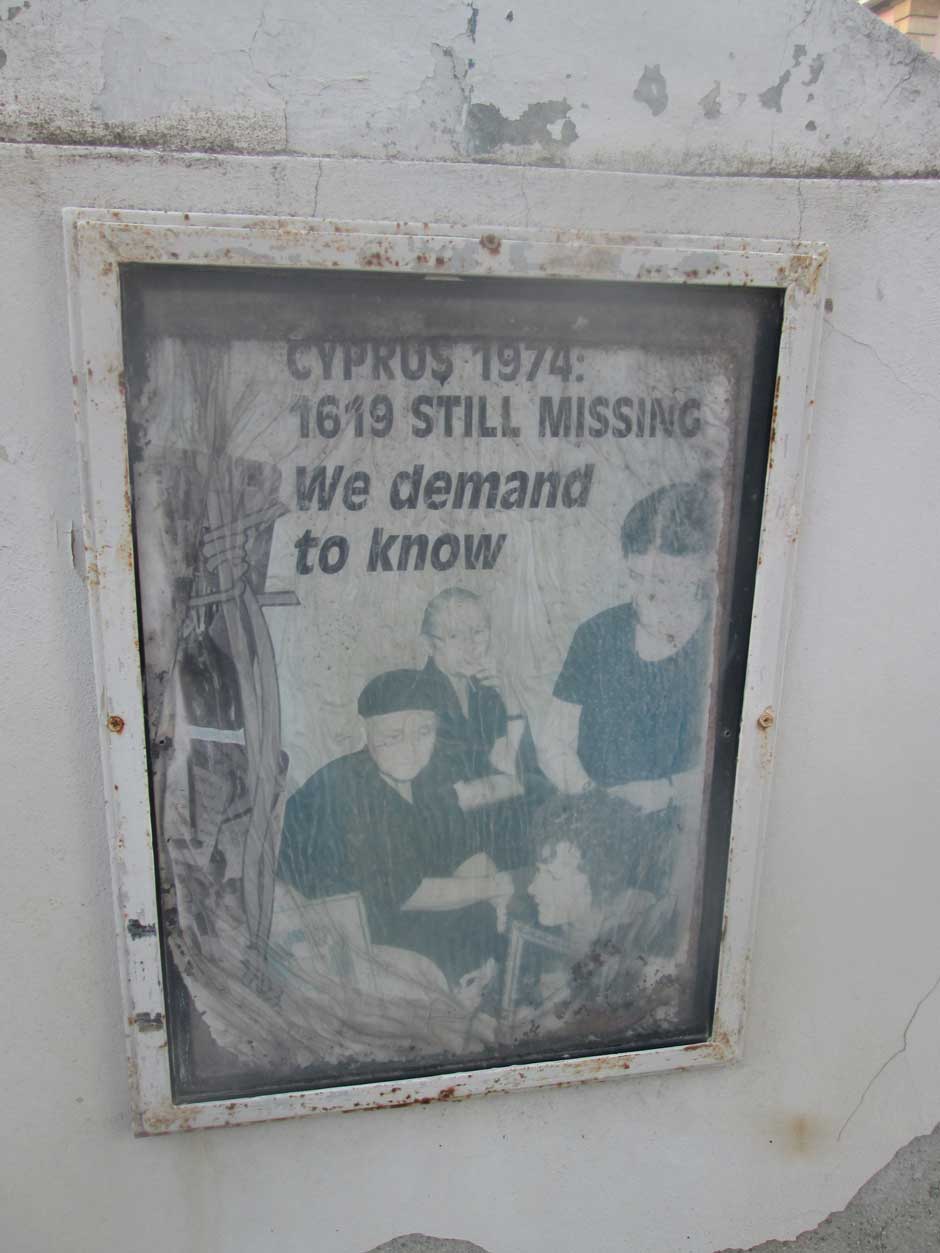 CYPRUS 1974:
1619 STILL MISSING
We demand
to know